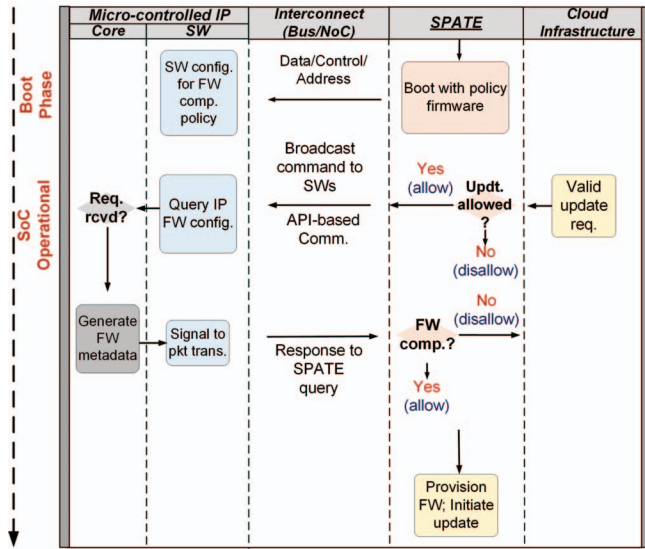 Micro-controlled IP
Core
SW
Interconnect
(Bus/NoC)
SPATE
Cloud
Infrastructure
Boot
Phase
SW config.
for FW
comp.
policy
Data/Control/
Address
Boot with policy
firmware
SoC
Operational
Req.
rcvd?
Query IP
FW config.
Broadcast
command to
SWs
API-based
Comm.
Yes
(allow)
Updt.
allowed
?
No
(disallow)
Valid
update
req.
Generate
FW
metadata
Signal to
pkt trans.
Response to
SPATE
query
FW
comp.?
No
(disallow)
Yes
(allow)
Provision
FW; Initiate
update